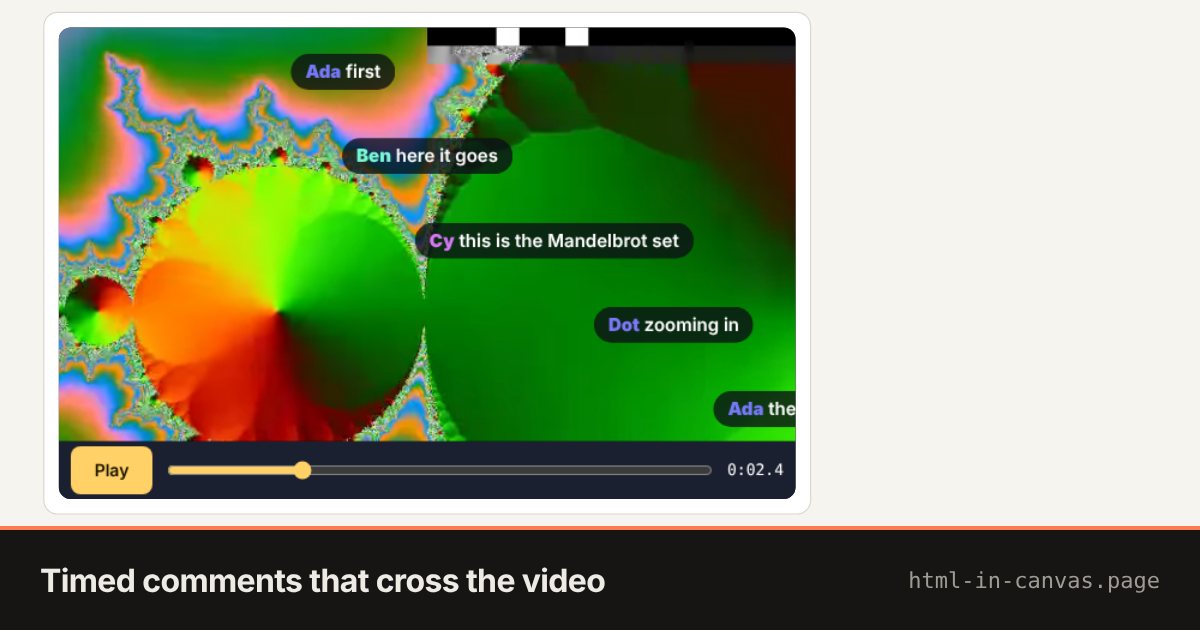 Ada first
Ben here it goes
Cy this is the Mandelbrot set
Dot zooming in
Ada the
Play
0:02.4
Timed comments that cross the video
html-in-canvas.page